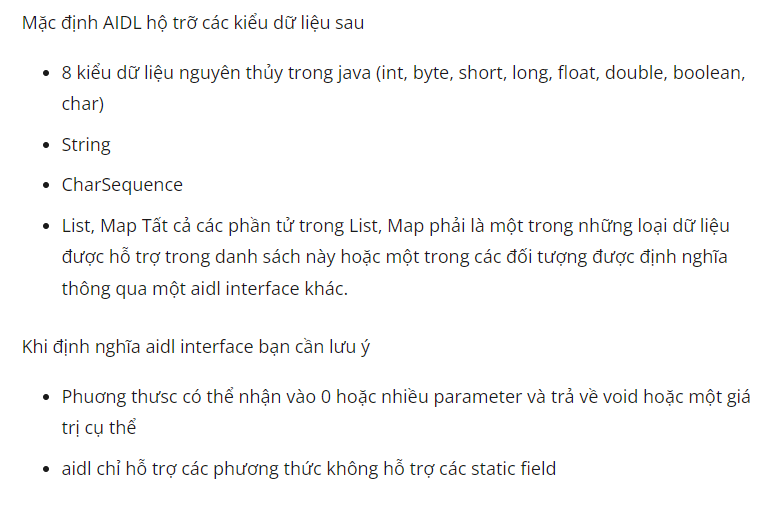 Mặc định AIDL hộ trỡ các kiểu dữ liệu sau
• 8 kiểu dữ liệu nguyên thủy trong java (int, byte, short, long, float, double, boolean,
char)
• String
• CharSequence
• List, Map Tất cả các phần tử trong List, Map phải là một trong những loại dữ liệu
được hỗ trợ trong danh sách này hoặc một trong các đối tượng được định nghĩa
thông qua một aidl interface khác.
Khi định nghĩa aidl interface bạn cần lưu ý
• Phuơng thưsc có thể nhận vào 0 hoặc nhiều parameter và trả về void hoặc một giá
trị cụ thể
• aidl chỉ hỗ trợ các phương thức không hỗ trợ các static field